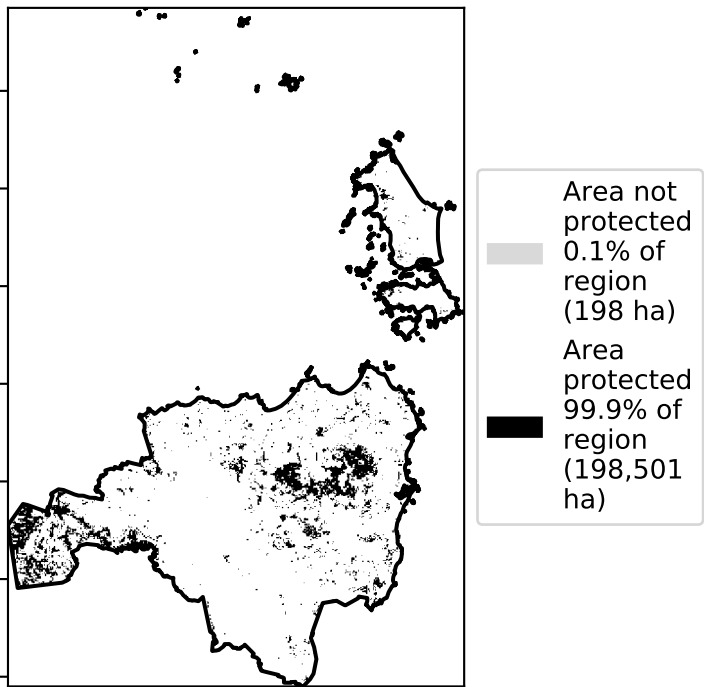 Area not
protected
0.1% of
region
(198 ha)
Area
protected
99.9% of
region
(198,501
ha)